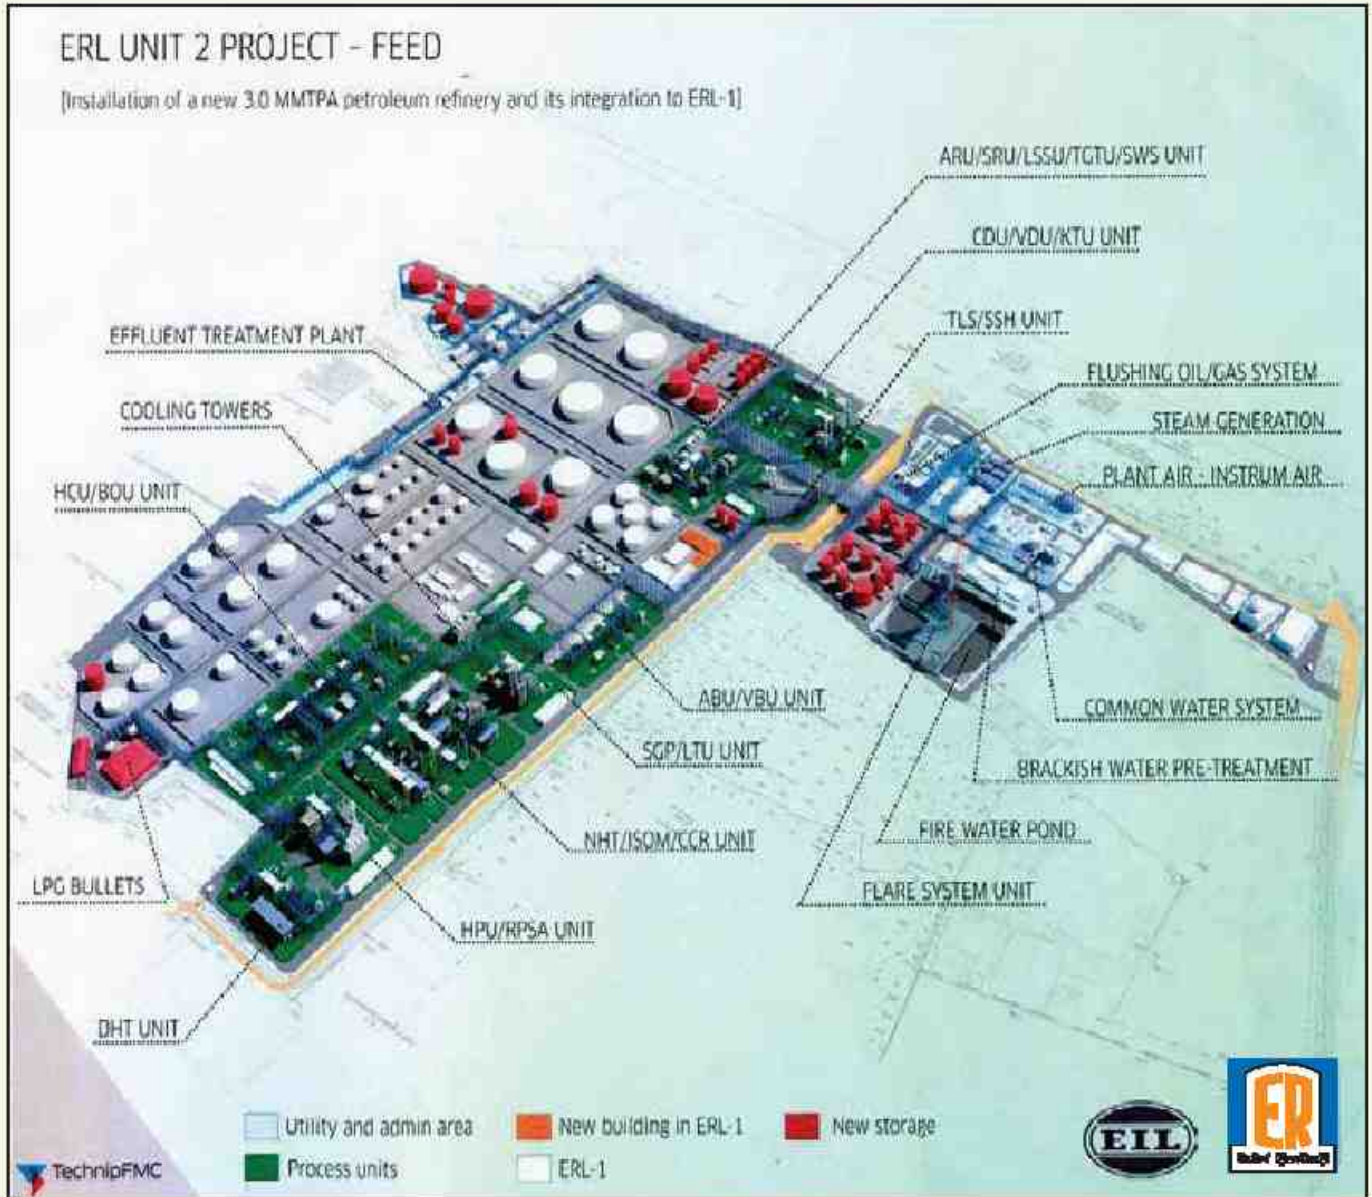 ERL UNIT 2 PROJECT - FEED
[Installation of a new 3.0 MMTPA petroleum refinery and its integration to ERL-1]
ARU/SRU/LSSU/TGTU/SWS UNIT
CDU/VDU/KTU UNIT
TLS/SSH UNIT
EFFLUENT TREATMENT PLANT
FLUSHING OIL/GAS SYSTEM
COOLING TOWERS
STEAM GENERATION
PLANT AIR - INSTRUM AIR
HCU/BOU UNIT
ABU/VBU UNIT
COMMON WATER SYSTEM
SGP/LTU UNIT
BRACKISH WATER PRE-TREATMENT
NHT/ISOM/CCR UNIT
FIRE WATER POND
LPG BULLETS
FLARE SYSTEM UNIT
HPU/RPSA UNIT
DHT UNIT
Utility and admin area
New building in ERL-1
New storage
Process units
ERL-1
TechnipFMC
EIL
ER